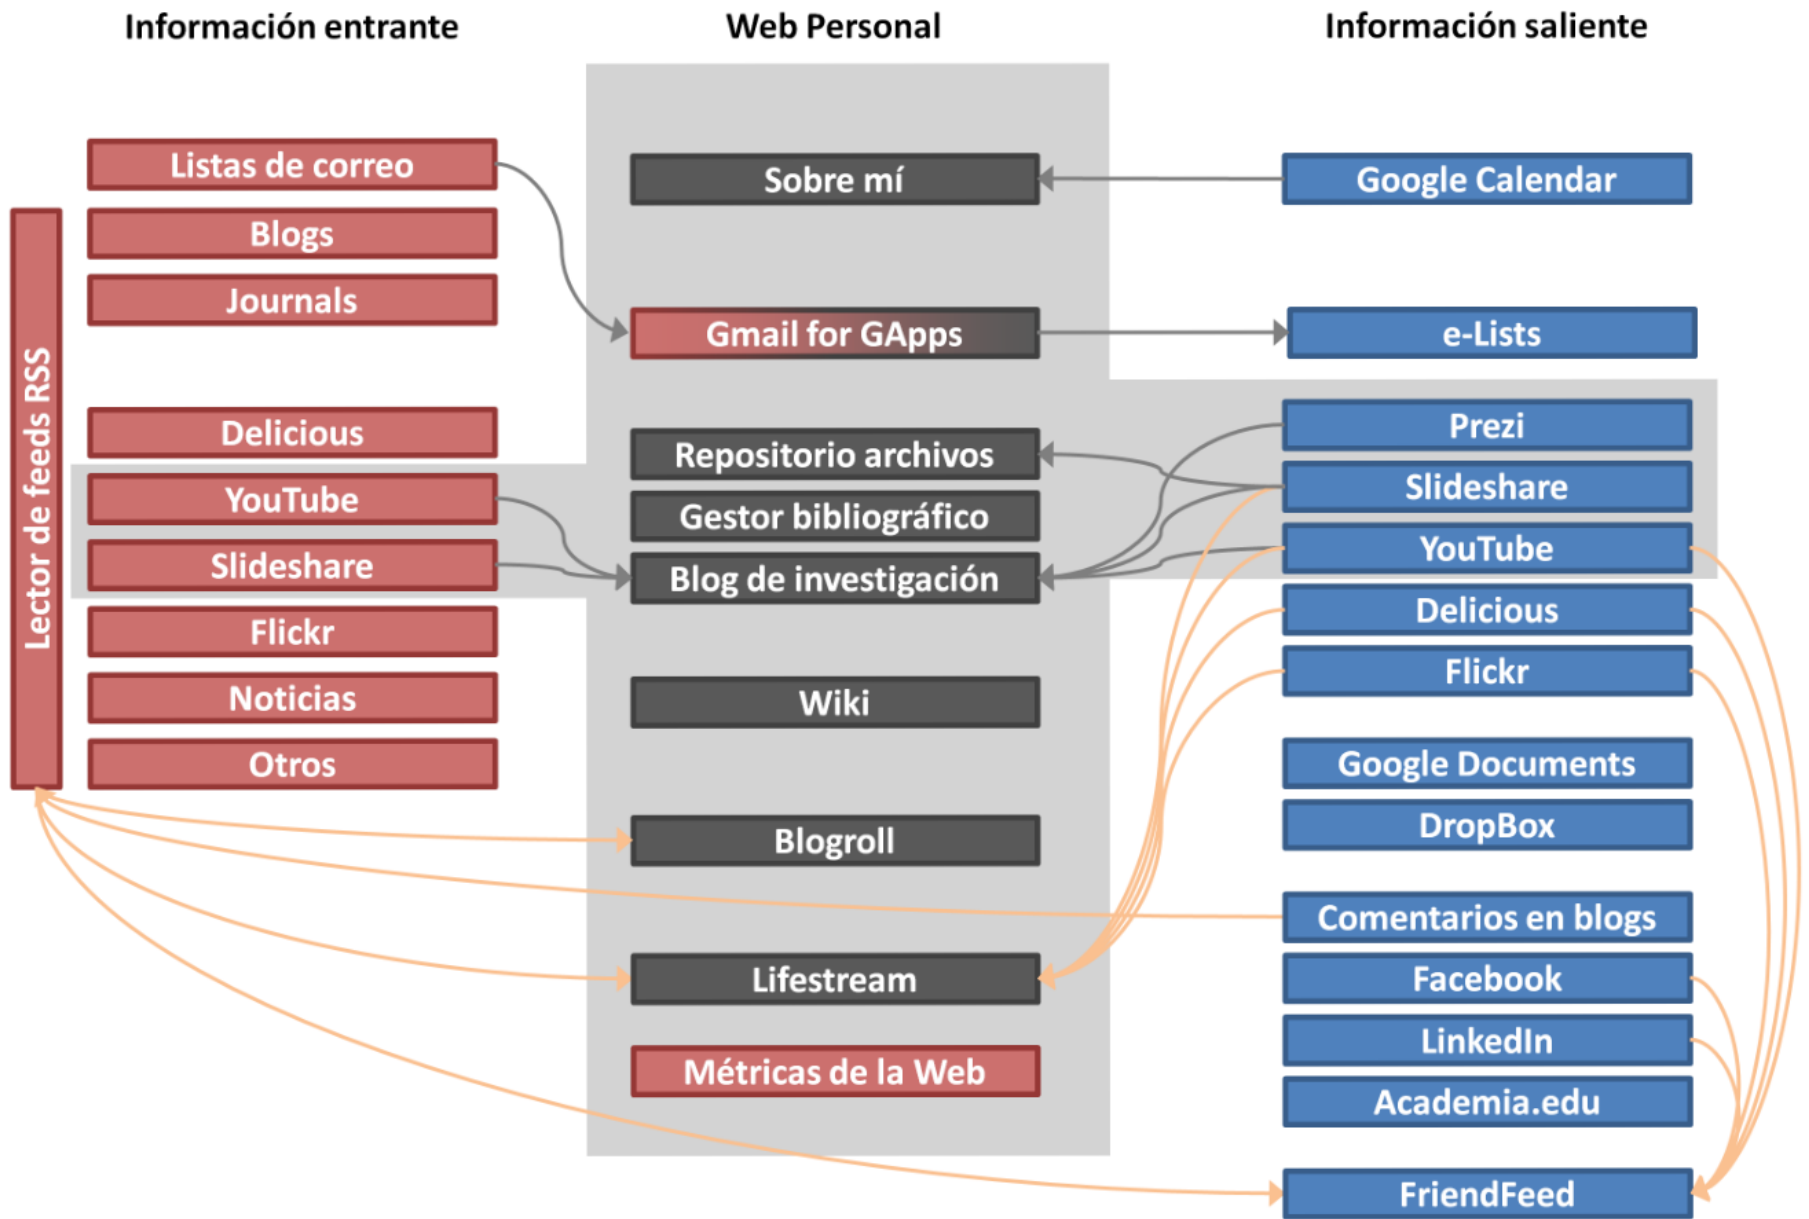 Información entrante
Web Personal
Información saliente
Lector de feeds RSS
Listas de correo
Blogs
Journals
Delicious
YouTube
Slideshare
Flickr
Noticias
Otros
Sobre mí
Gmail for GApps
Repositorio archivos
Gestor bibliográfico
Blog de investigación
Wiki
Blogroll
Lifestream
Métricas de la Web
Google Calendar
e-Lists
Prezi
Slideshare
YouTube
Delicious
Flickr
Google Documents
DropBox
Comentarios en blogs
Facebook
LinkedIn
Academia.edu
FriendFeed